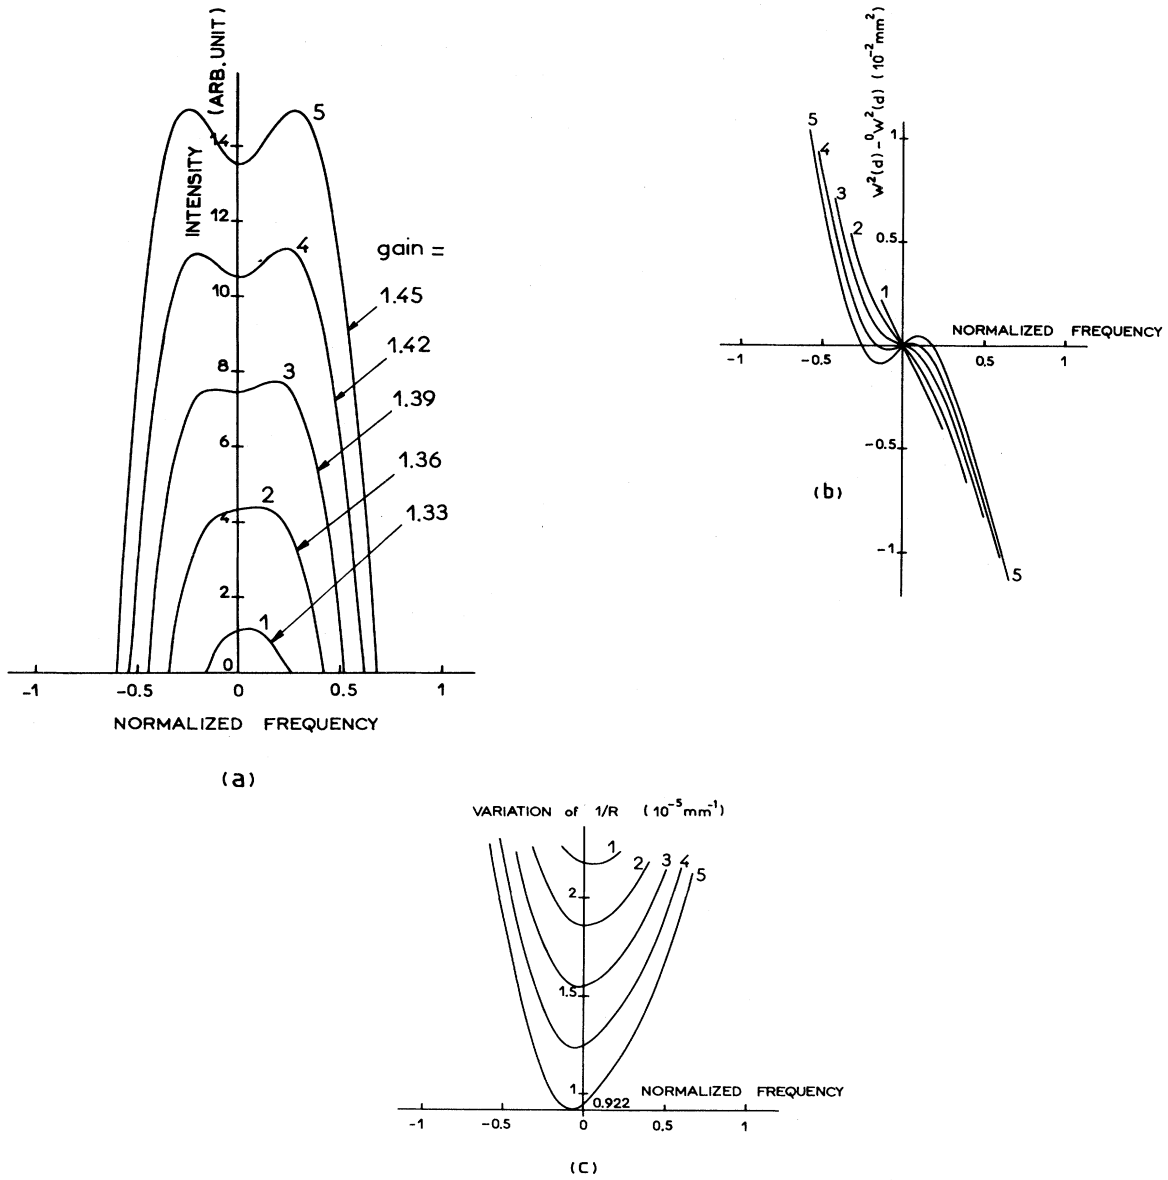 INTENSITY (ARB. UNIT)
5
14
12
4
gain =
10
1.45
1.42
8
3
1.39
6
1.36
2
4
1.33
2
1
0
-1 -0.5 0 0.5 1
NORMALIZED FREQUENCY
(a)
W²(d) - ⁰W²(d) (10⁻² mm²)
5
1
4
3
2
0.5
1
NORMALIZED FREQUENCY
-1 -0.5 0.5 1
-0.5
(b)
-1
5
VARIATION of 1/R (10⁻⁵ mm⁻¹)
1
2 3 4
5
2
1.5
1
NORMALIZED FREQUENCY
0.922
-1 -0.5 0 0.5 1
(c)